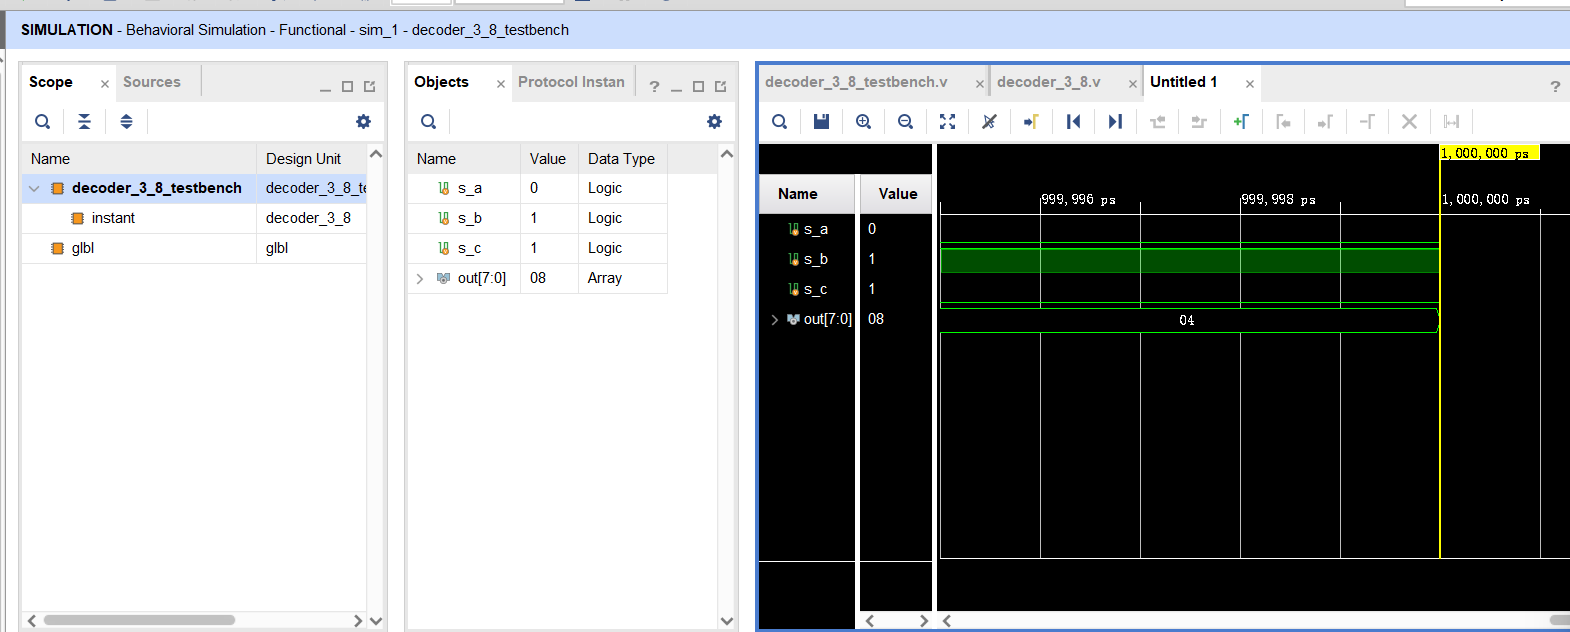 SIMULATION - Behavioral Simulation - Functional - sim_1 - decoder_3_8_testbench
Scope × Sources
Name Design Unit
decoder_3_8_testbench decoder_3_8_te
instant decoder_3_8
glbl glbl
Objects × Protocol Instan ?
Name Value Data Type
s_a 0 Logic
s_b 1 Logic
s_c 1 Logic
out[7:0] 08 Array
decoder_3_8_testbench.v × decoder_3_8.v × Untitled 1 × ?
1,000,000 ps
Name Value
999,996 ps 999,998 ps 1,000,000 ps
s_a 0
s_b 1
s_c 1
out[7:0] 08 04